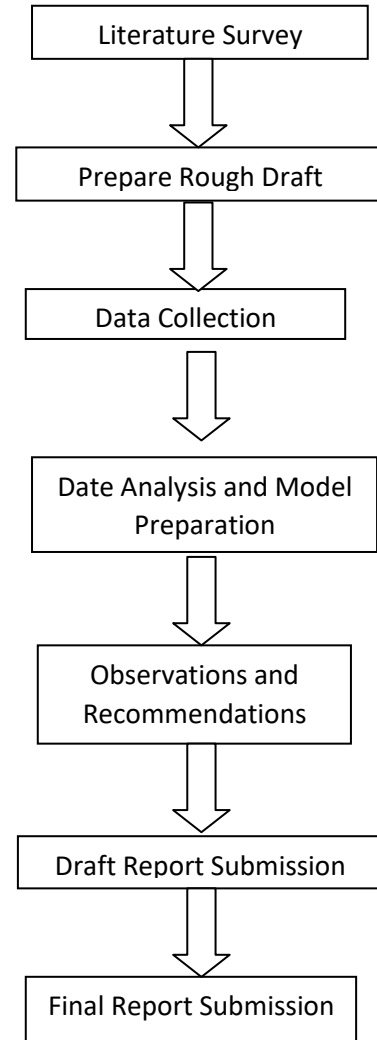 Literature Survey
Prepare Rough Draft
Data Collection
Date Analysis and Model
Preparation
Observations and
Recommendations
Draft Report Submission
Final Report Submission